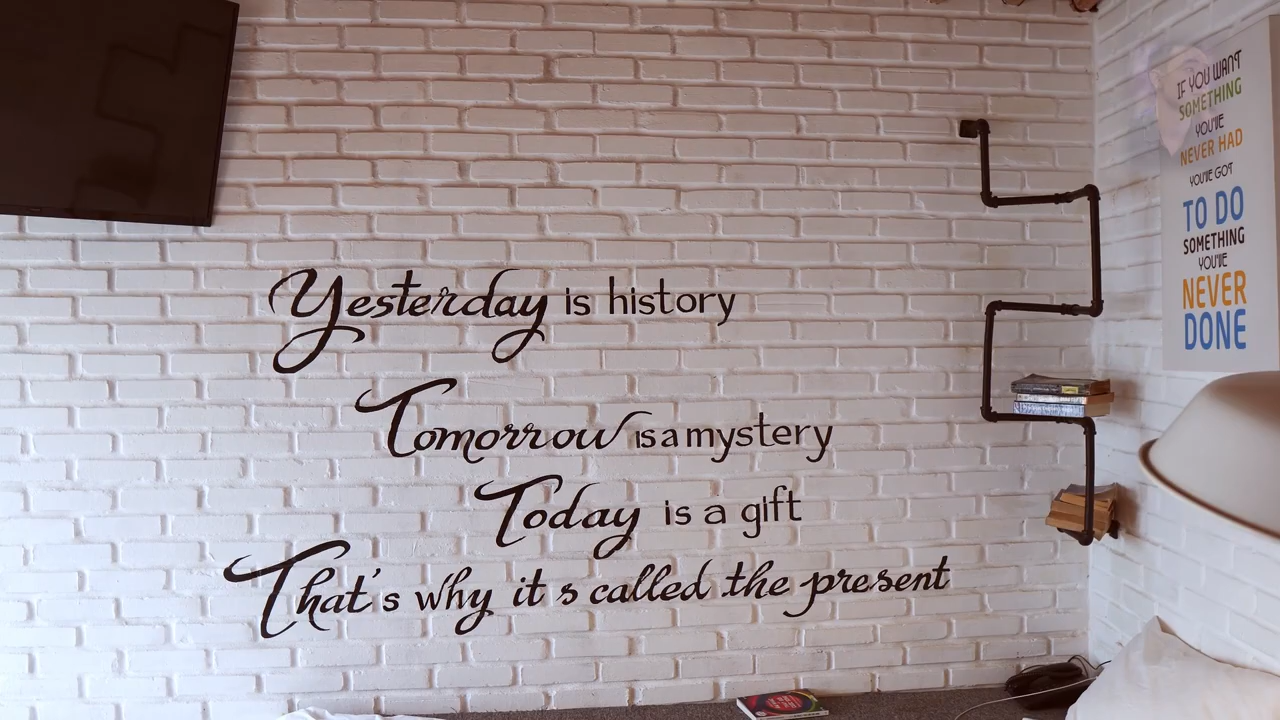 Yesterday is history
Tomorrow is a mystery
Today is a gift
That's why it s called the present
IF YOU WANT
SOMETHING
YOU'VE
NEVER HAD
YOU'VE GOT
TO DO
SOMETHING
YOU'VE
NEVER
DONE